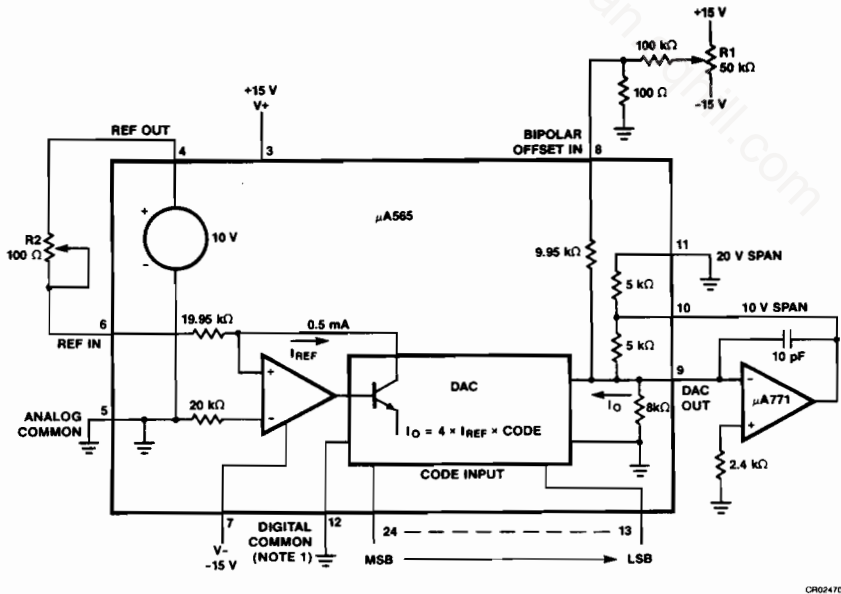 +15 V
100 kΩ
R1
50 kΩ
100 Ω
-15 V
+15 V
V+
REF OUT
BIPOLAR
OFFSET IN
4
3
8
μA565
+
10 V
-
R2
100 Ω
9.95 kΩ
11
20 V SPAN
5 kΩ
10
10 V SPAN
6
19.95 kΩ
0.5 mA
REF IN
IREF
5 kΩ
10 pF
+
DAC
9
-
DAC
OUT
μA771
20 kΩ
-
IO
8kΩ
+
ANALOG
COMMON
5
IO = 4 × IREF × CODE
2.4 kΩ
CODE INPUT
7
DIGITAL
COMMON
(NOTE 1)
12
24
13
V-
-15 V
MSB
LSB
CR02470